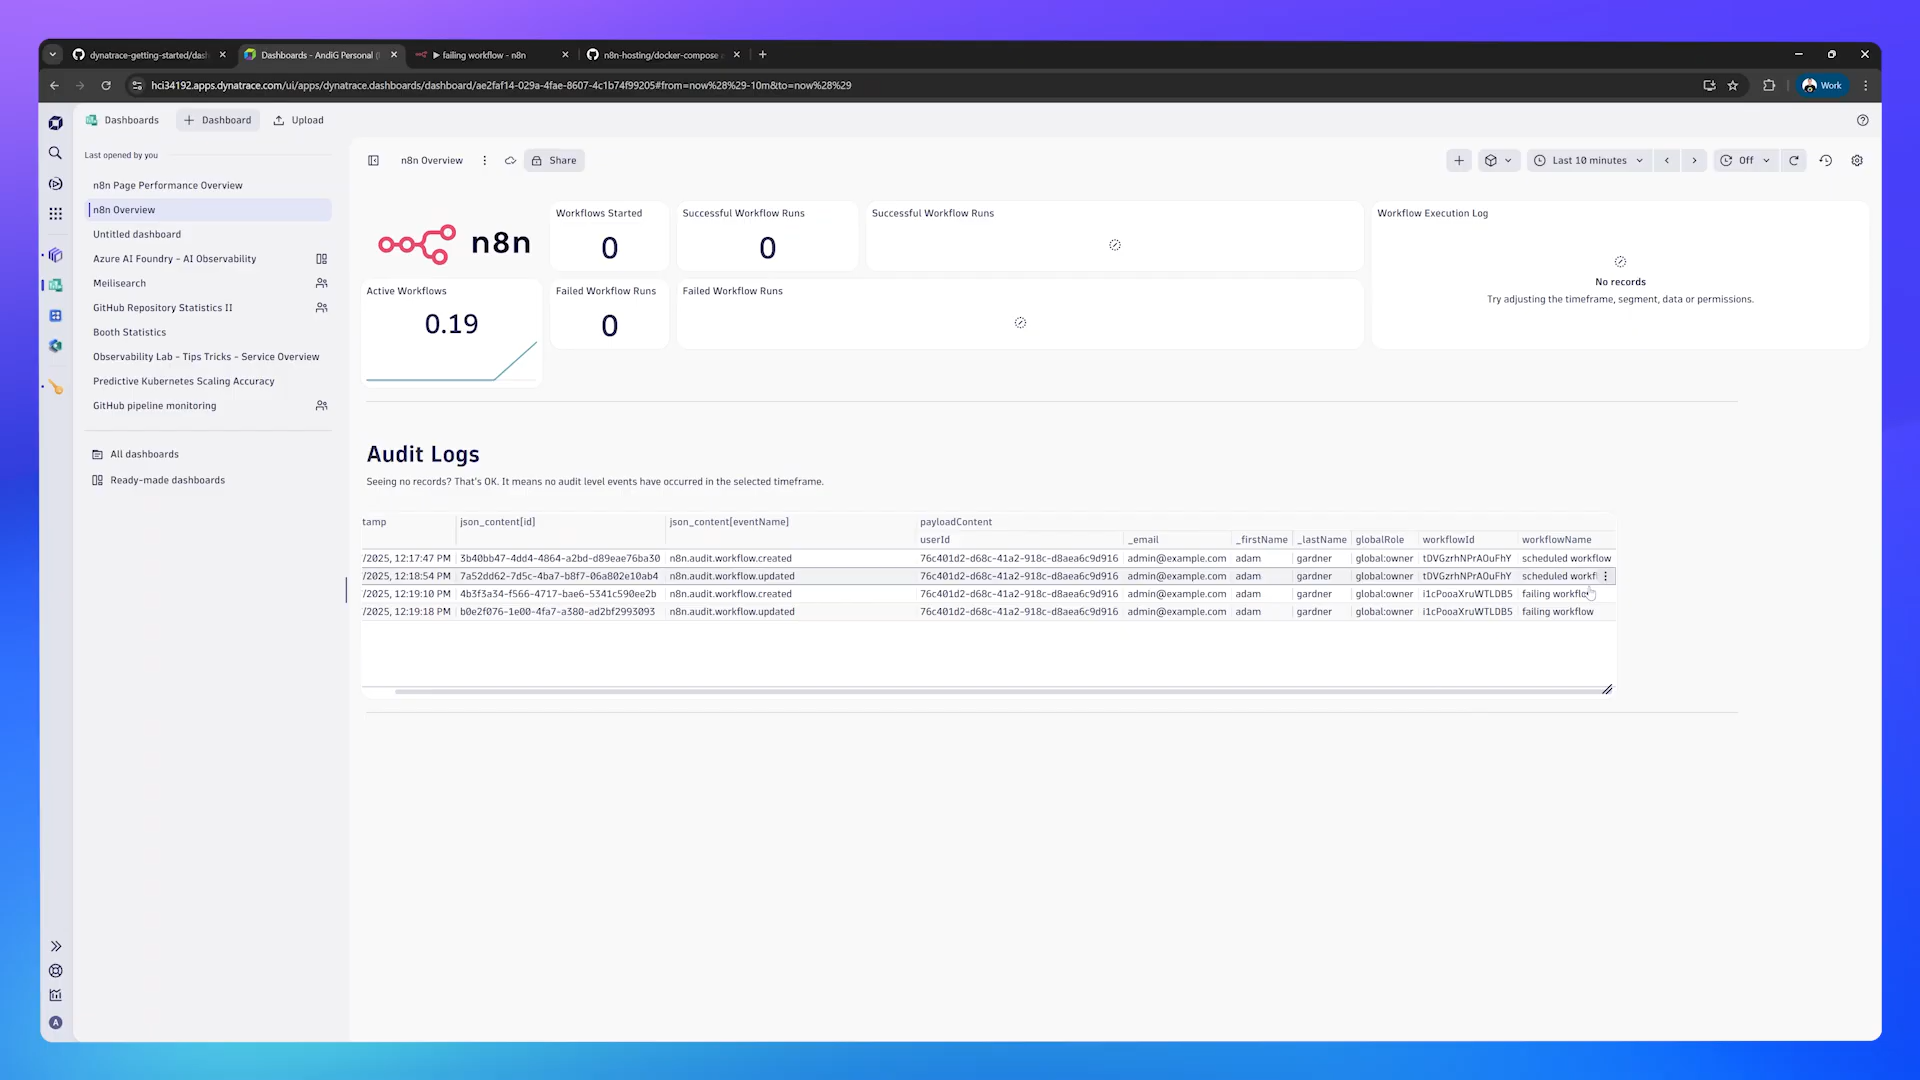 dynatrace-getting-started/dash
Dashboards - AndiG Personal (
▶ failing workflow - n8n
n8n-hosting/docker-compose
hci34192.apps.dynatrace.com/ui/apps/dynatrace.dashboards/dashboard/ae2faf14-029a-4fae-8607-4c1b74f99205#from=now%28%29-10m&to=now%28%29
Work
Dashboards
Dashboard
Upload
Last opened by you
n8n Page Performance Overview
n8n Overview
Untitled dashboard
Azure AI Foundry - AI Observability
Meilisearch
GitHub Repository Statistics II
Booth Statistics
Observability Lab - Tips Tricks - Service Overview
Predictive Kubernetes Scaling Accuracy
GitHub pipeline monitoring
All dashboards
Ready-made dashboards
A
n8n Overview
Share
Last 10 minutes
Off
n8n
Workflows Started
0
Successful Workflow Runs
0
Successful Workflow Runs
Workflow Execution Log
No records
Try adjusting the timeframe, segment, data or permissions.
Active Workflows
0.19
Failed Workflow Runs
0
Failed Workflow Runs
Audit Logs
Seeing no records? That's OK. It means no audit level events have occurred in the selected timeframe.
tamp json_content[id] json_content[eventName] payloadContent
userId _email _firstName _lastName globalRole workflowId workflowName
/2025, 12:17:47 PM 3b40bb47-4dd4-4864-a2bd-d89eae76ba30 n8n.audit.workflow.created 76c401d2-d68c-41a2-918c-d8aea6c9d916 admin@example.com adam gardner global:owner tDVGzrhNPrAOuFhY scheduled workflow
/2025, 12:18:54 PM 7a52dd62-7d5c-4ba7-b8f7-06a802e10ab4 n8n.audit.workflow.updated 76c401d2-d68c-41a2-918c-d8aea6c9d916 admin@example.com adam gardner global:owner tDVGzrhNPrAOuFhY scheduled workfl
/2025, 12:19:10 PM 4b3f3a34-f566-4717-bae6-5341c590ee2b n8n.audit.workflow.created 76c401d2-d68c-41a2-918c-d8aea6c9d916 admin@example.com adam gardner global:owner i1cPooaXruWTLDB5 failing workflow
/2025, 12:19:18 PM b0e2f076-1e00-4fa7-a380-ad2bf2993093 n8n.audit.workflow.updated 76c401d2-d68c-41a2-918c-d8aea6c9d916 admin@example.com adam gardner global:owner i1cPooaXruWTLDB5 failing workflow